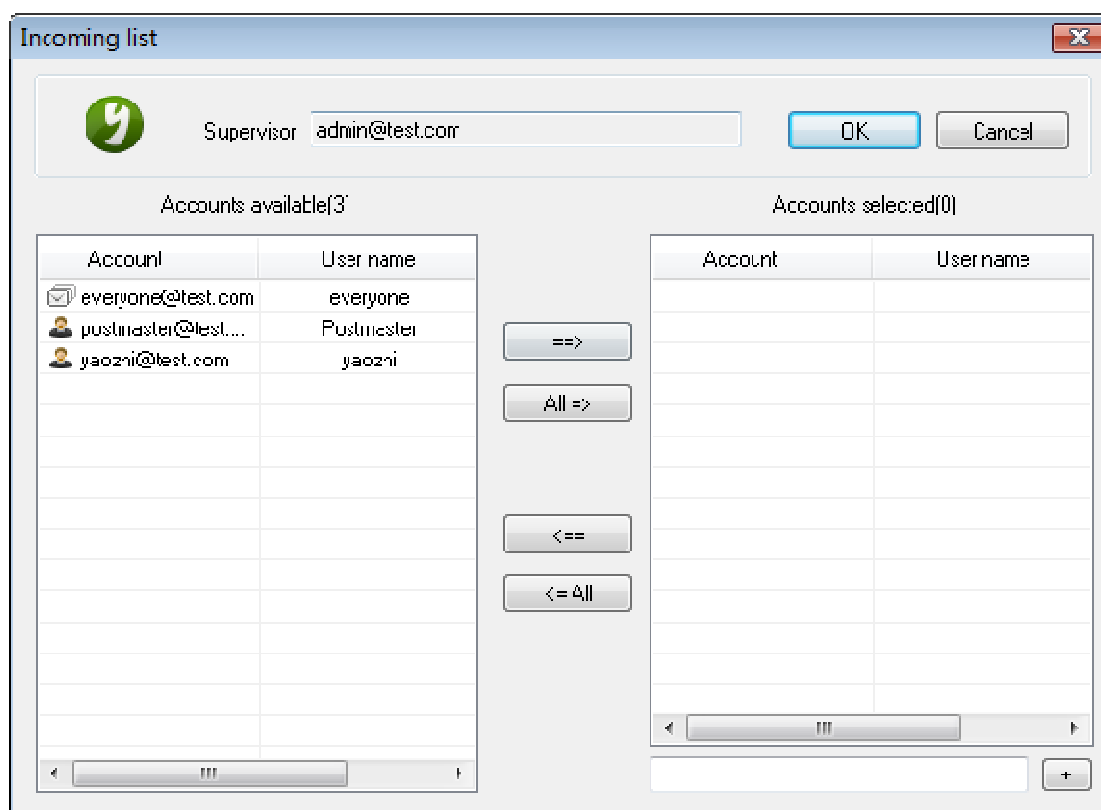 Incoming list
Supervisor admin@test.com OK Cancel
Accounts available(3)
Accounts selected(0)
Account User name
everyone@test.com everyone
postmaster@test.... Postmaster
yaozhi@test.com yaozhi
==>
All =>
<==
<= All
Account User name
+